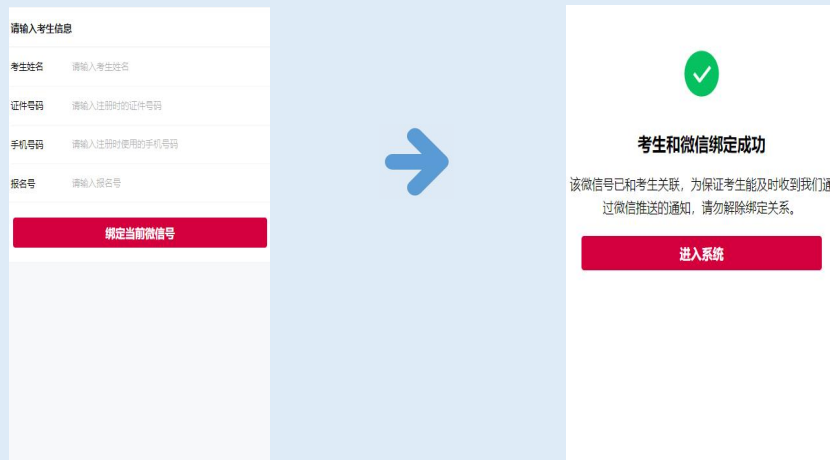 请输入考生信息
考生姓名 请输入考生姓名
证件号码 请输入注册时的证件号码
手机号码 请输入注册时使用的手机号码
报名号 请输入报名号
绑定当前微信号
考生和微信绑定成功
该微信号已和考生关联，为保证考生能及时收到我们通
过微信推送的通知，请勿解除绑定关系。
进入系统